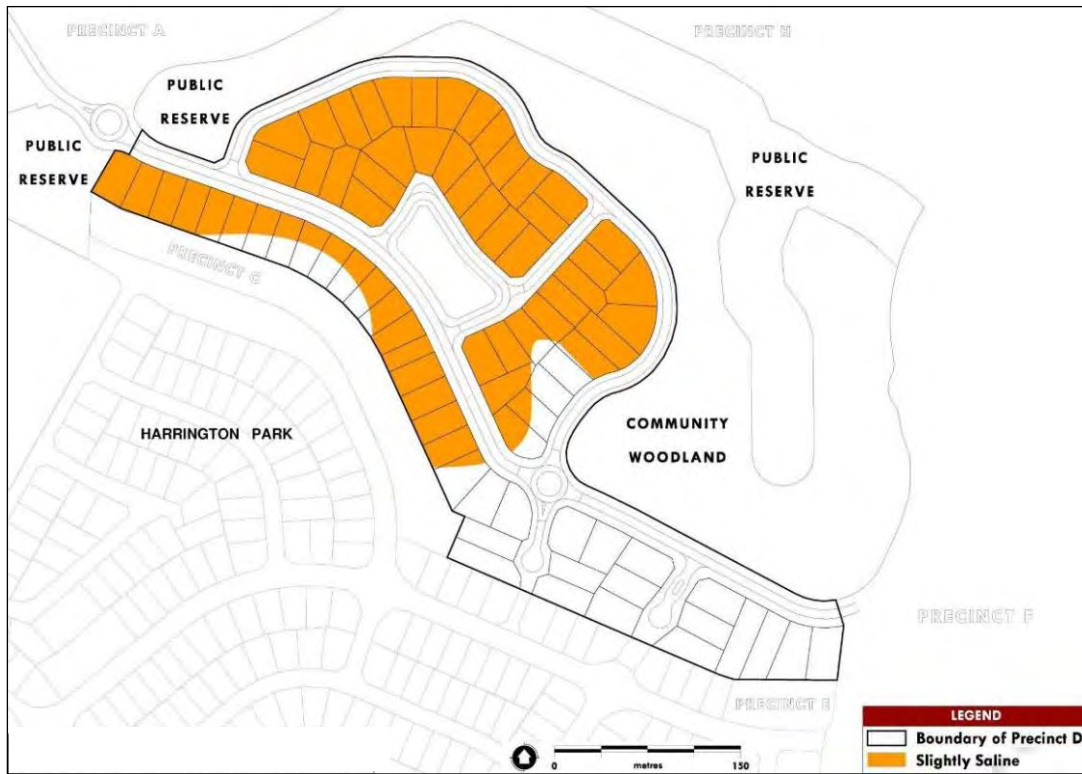 PRECINCT A
PRECINCT H
PUBLIC
RESERVE
PUBLIC
RESERVE
PUBLIC
RESERVE
PRECINCT C
HARRINGTON PARK
COMMUNITY
WOODLAND
PRECINCT F
PRECINCT E
LEGEND
Boundary of Precinct D
Slightly Saline
0 metres 150